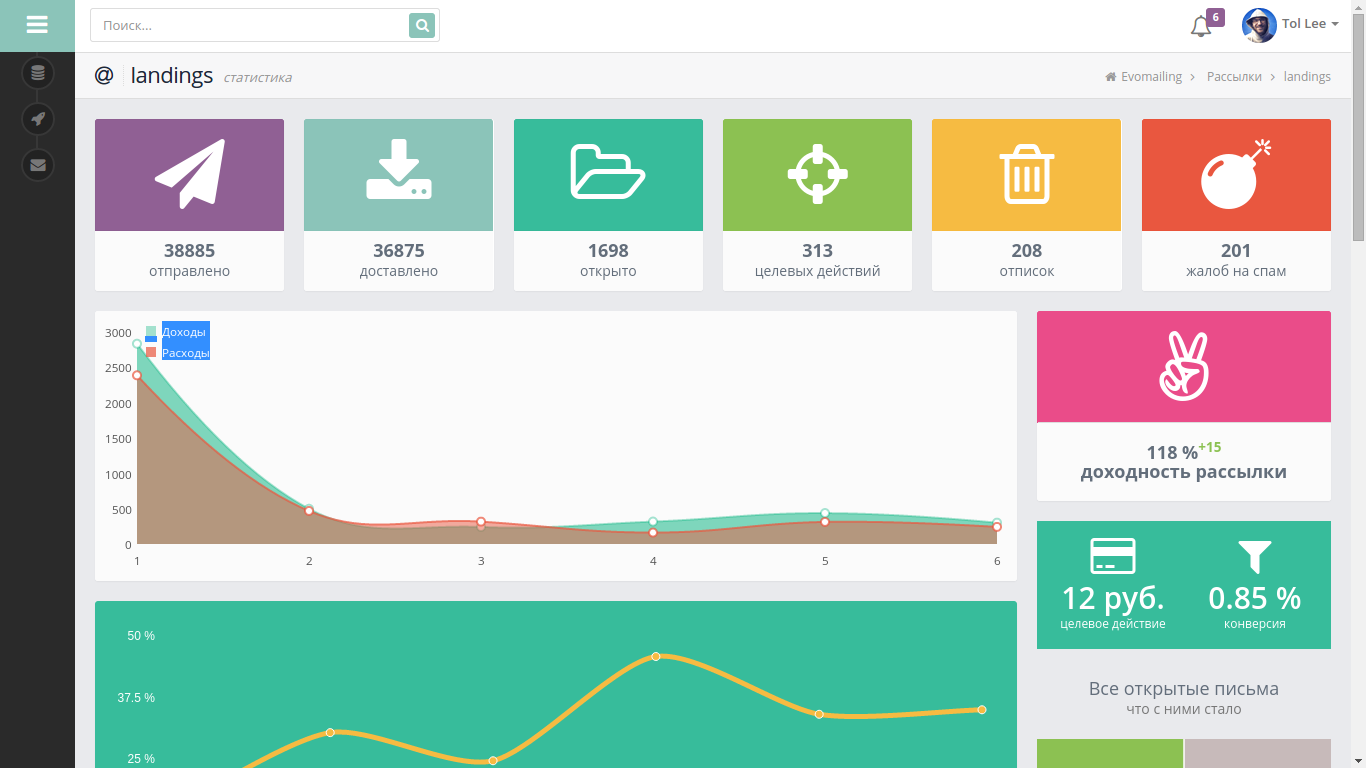 Поиск...
6
Tol Lee
@ landings статистика
Evomailing > Рассылки > landings
38885
отправлено
36875
доставлено
1698
открыто
313
целевых действий
208
отписок
201
жалоб на спам
Доходы
Расходы
3000
2500
2000
1500
1000
500
0
1 2 3 4 5 6
118 %+15
доходность рассылки
12 руб.
целевое действие
0.85 %
конверсия
50 %
37.5 %
25 %
Все открытые письма
что с ними стало